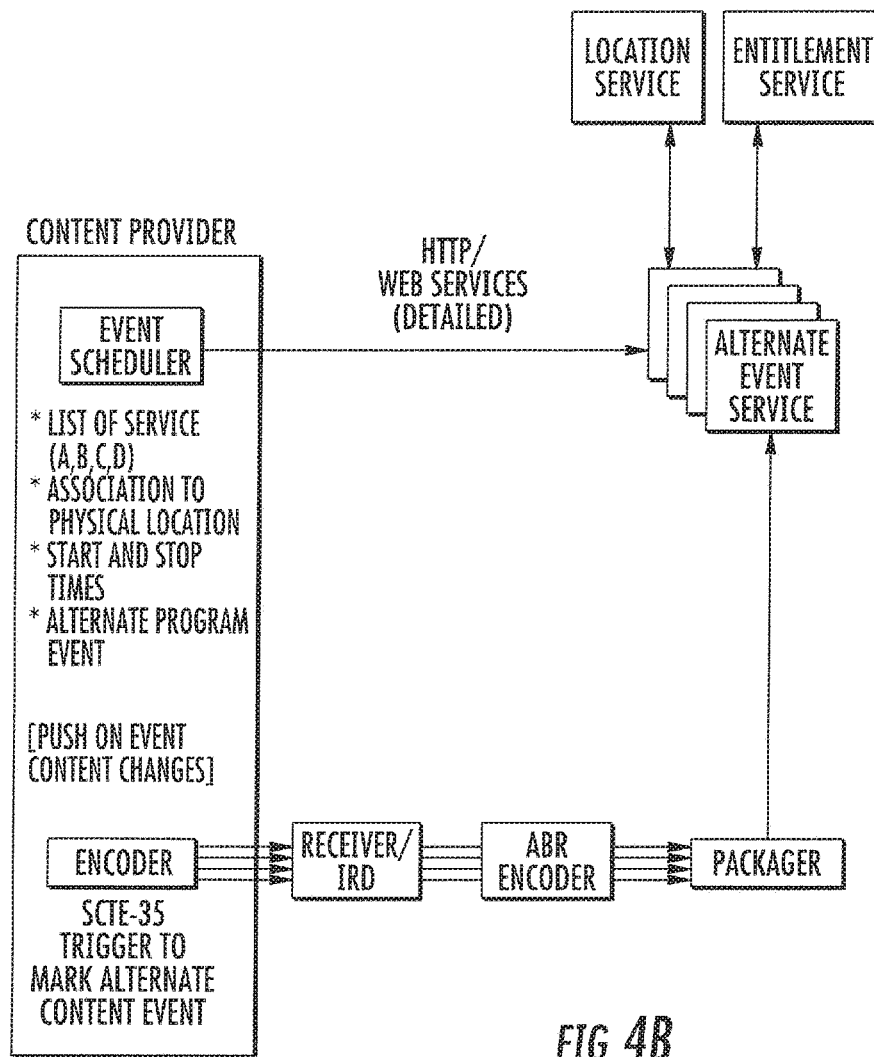 LOCATION
SERVICE
ENTITLEMENT
SERVICE
CONTENT PROVIDER
HTTP/
WEB SERVICES
(DETAILED)
EVENT
SCHEDULER
ALTERNATE
EVENT
SERVICE
* LIST OF SERVICE
(A,B,C,D)
* ASSOCIATION TO
PHYSICAL LOCATION
* START AND STOP
TIMES
* ALTERNATE PROGRAM
EVENT
[PUSH ON EVENT
CONTENT CHANGES]
ENCODER
RECEIVER/
IRD
ABR
ENCODER
PACKAGER
SCTE-35
TRIGGER TO
MARK ALTERNATE
CONTENT EVENT
FIG 4B